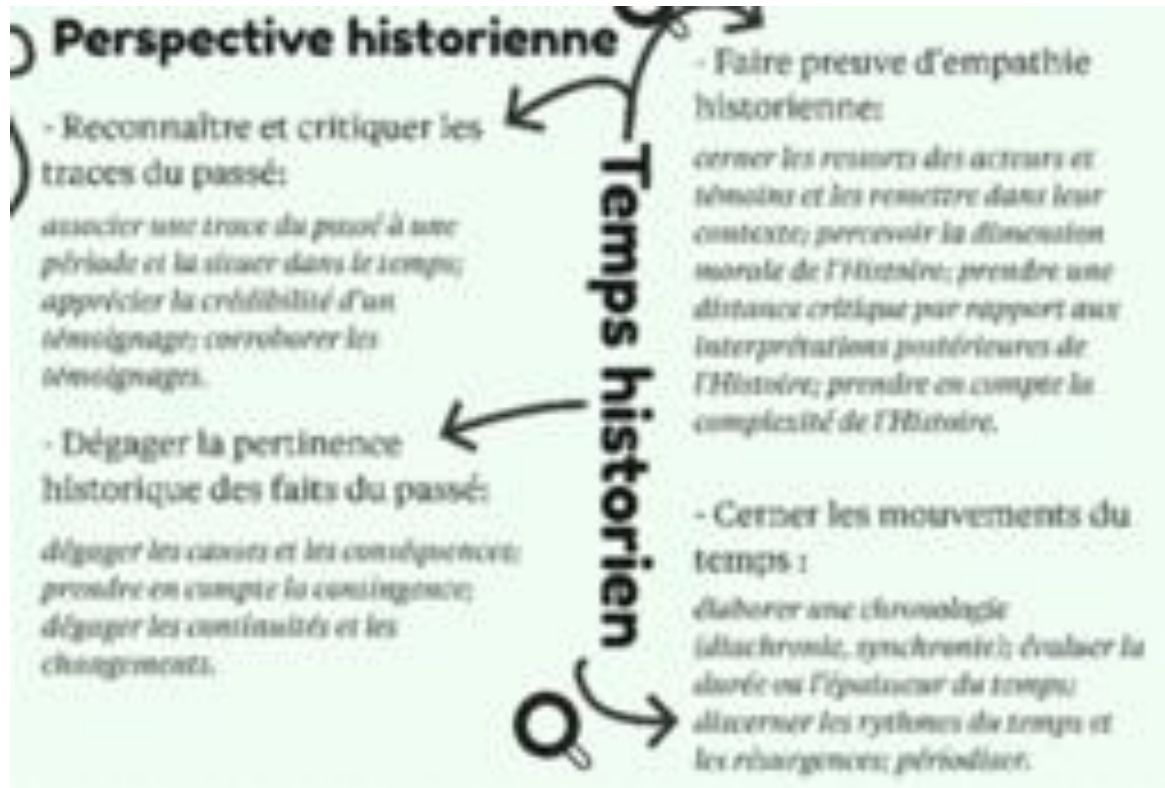 Perspective historienne
- Reconnaître et critiquer les
traces du passé:
associer une trace du passé à une
période et la situer dans le temps;
apprécier la crédibilité d'un
témoignage; corroborer les
témoignages.
- Dégager la pertinence
historique des faits du passé:
dégager les causes et les conséquences;
prendre en compte la contingence;
dégager les continuités et les
changements.
Temps historien
- Faire preuve d'empathie
historienne:
cerner les ressorts des acteurs et
témoins et les remettre dans leur
contexte; percevoir la dimension
morale de l'Histoire; prendre une
distance critique par rapport aux
interprétations postérieures de
l'Histoire; prendre en compte la
complexité de l'Histoire.
- Cerner les mouvements du
temps :
élaborer une chronologie
(diachronie, synchronie); évaluer la
durée ou l'épaisseur du temps;
discerner les rythmes du temps et
les résurgences; périodiser.